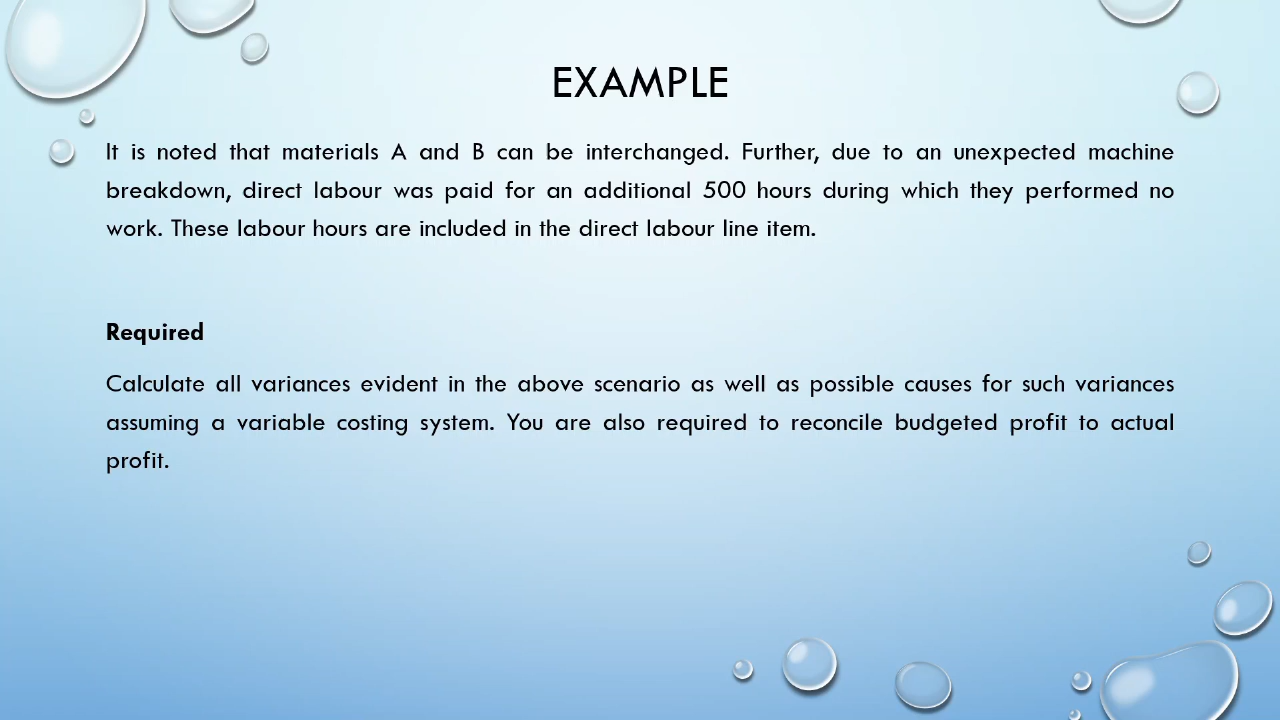 EXAMPLE
It is noted that materials A and B can be interchanged. Further, due to an unexpected machine
breakdown, direct labour was paid for an additional 500 hours during which they performed no
work. These labour hours are included in the direct labour line item.
Required
Calculate all variances evident in the above scenario as well as possible causes for such variances
assuming a variable costing system. You are also required to reconcile budgeted profit to actual
profit.